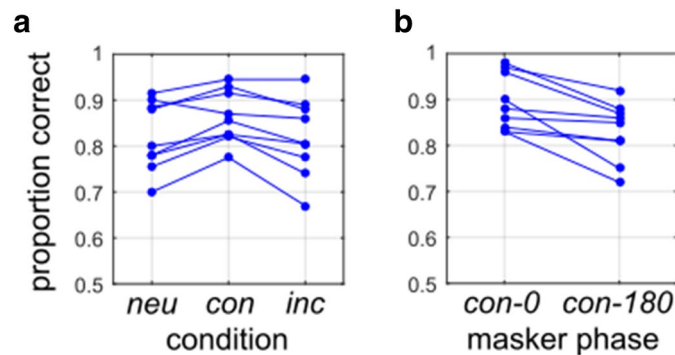 a
proportion correct
1
0.9
0.8
0.7
0.6
0.5
neu con inc
condition
b
1
0.9
0.8
0.7
0.6
0.5
con-0 con-180
masker phase